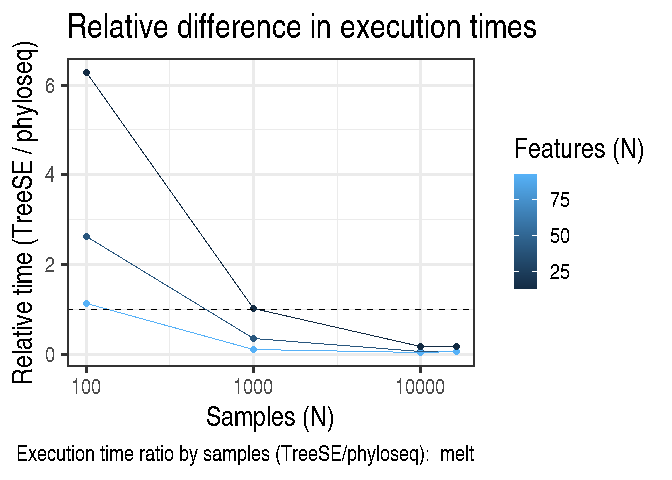 Relative difference in execution times
Relative time (TreeSE / phyloseq)
6
4
2
0
100
1000
10000
Samples (N)
Features (N)
75
50
25
Execution time ratio by samples (TreeSE/phyloseq):  melt